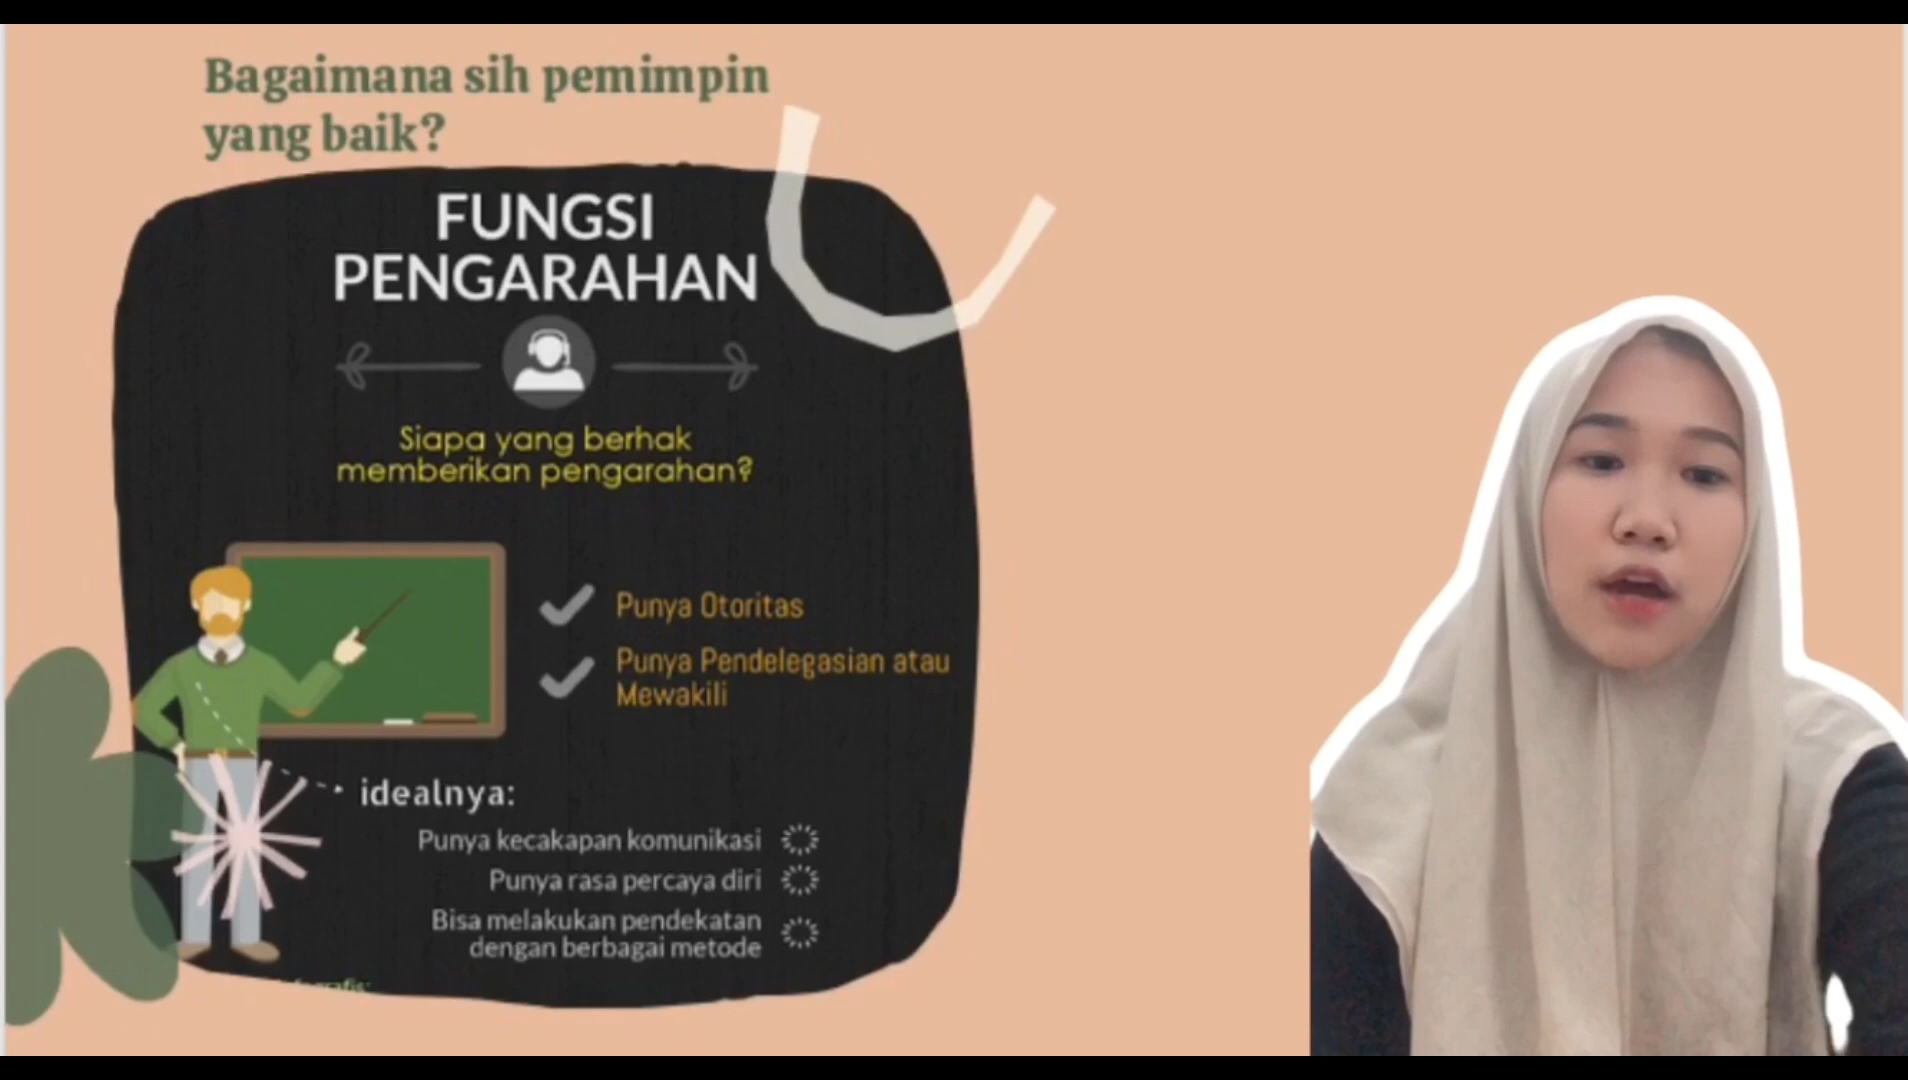 Bagaimana sih pemimpin
yang baik?
FUNGSI
PENGARAHAN
Siapa yang berhak
memberikan pengarahan?
Punya Otoritas
Punya Pendelegasian atau
Mewakili
idealnya:
Punya kecakapan komunikasi
Punya rasa percaya diri
Bisa melakukan pendekatan
dengan berbagai metode